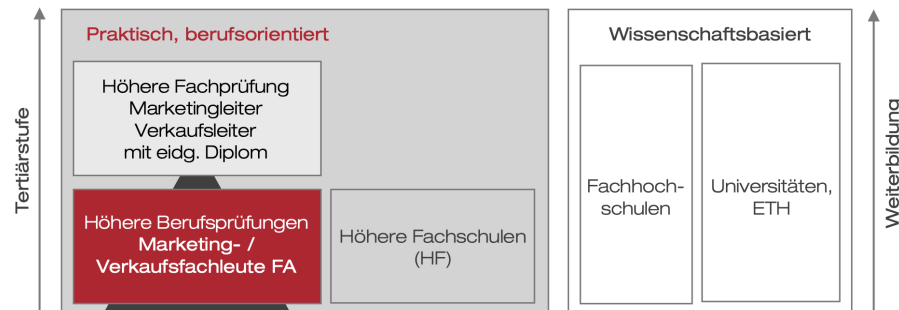 Tertiärstufe
Praktisch, berufsorientiert
Höhere Fachprüfung
Marketingleiter
Verkaufsleiter
mit eidg. Diplom
Höhere Berufsprüfungen
Marketing- /
Verkaufsfachleute FA
Höhere Fachschulen
(HF)
Wissenschaftsbasiert
Fachhoch-
schulen
Universitäten,
ETH
Weiterbildung